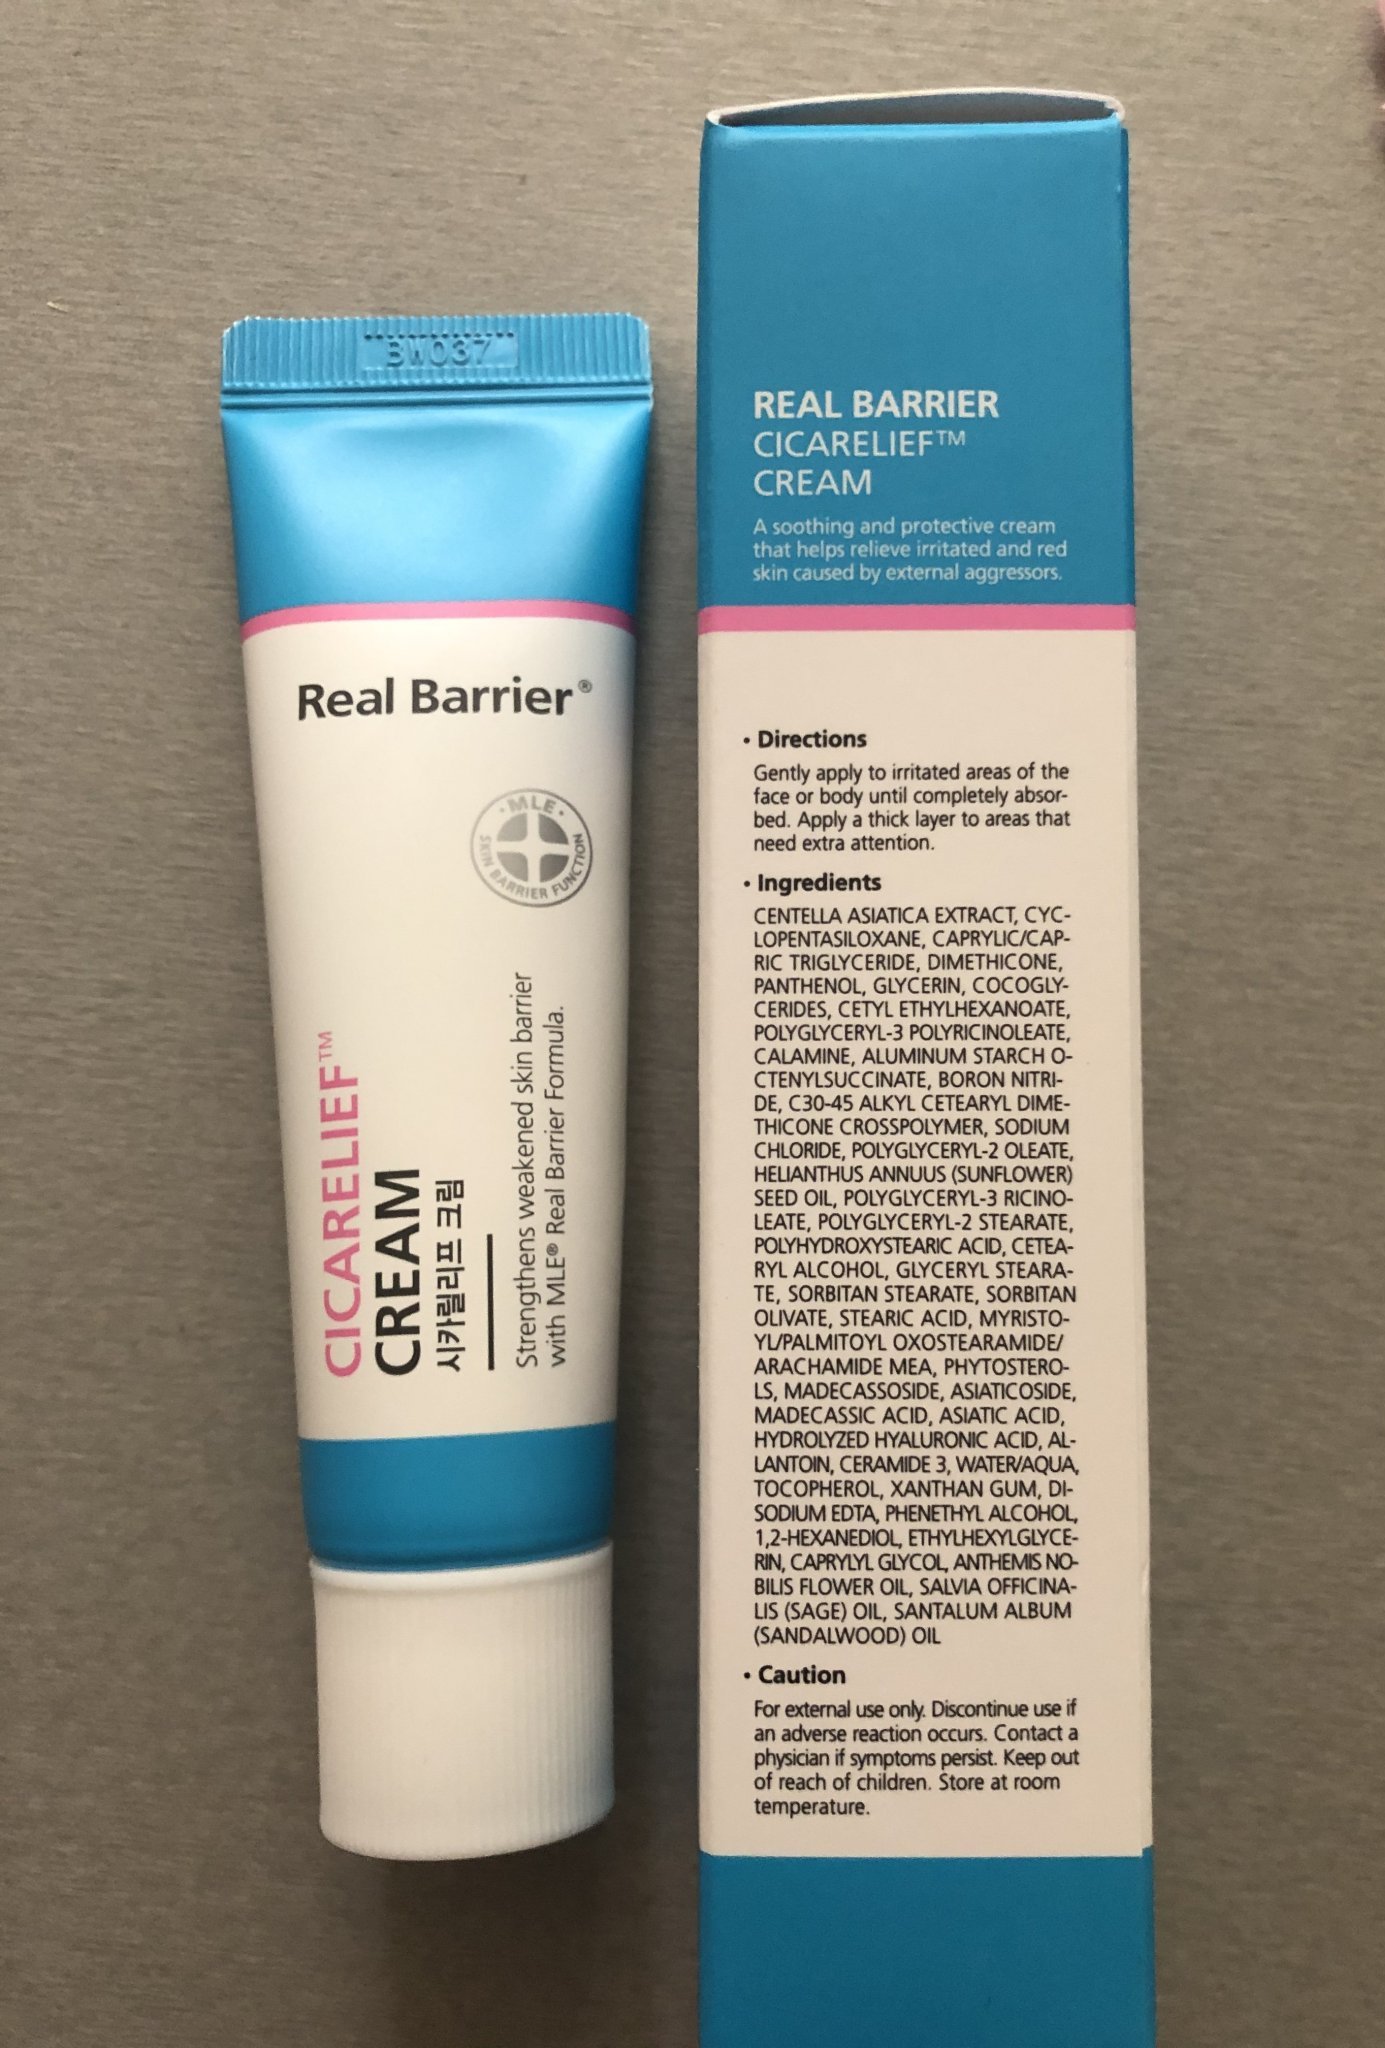 BW037
Real Barrier®
·MLE·
SKIN BARRIER FUNCTION
CICARELIEF™
CREAM
시카릴리프 크림
Strengthens weakened skin barrier
with MLE® Real Barrier Formula.
REAL BARRIER
CICARELIEF™
CREAM
A soothing and protective cream
that helps relieve irritated and red
skin caused by external aggressors.
• Directions
Gently apply to irritated areas of the
face or body until completely absor-
bed. Apply a thick layer to areas that
need extra attention.
• Ingredients
CENTELLA ASIATICA EXTRACT, CYC-
LOPENTASILOXANE, CAPRYLIC/CAP-
RIC TRIGLYCERIDE, DIMETHICONE,
PANTHENOL, GLYCERIN, COCOGLY-
CERIDES, CETYL ETHYLHEXANOATE,
POLYGLYCERYL-3 POLYRICINOLEATE,
CALAMINE, ALUMINUM STARCH O-
CTENYLSUCCINATE, BORON NITRI-
DE, C30-45 ALKYL CETEARYL DIME-
THICONE CROSSPOLYMER, SODIUM
CHLORIDE, POLYGLYCERYL-2 OLEATE,
HELIANTHUS ANNUUS (SUNFLOWER)
SEED OIL, POLYGLYCERYL-3 RICINO-
LEATE, POLYGLYCERYL-2 STEARATE,
POLYHYDROXYSTEARIC ACID, CETEA-
RYL ALCOHOL, GLYCERYL STEARA-
TE, SORBITAN STEARATE, SORBITAN
OLIVATE, STEARIC ACID, MYRISTO-
YL/PALMITOYL OXOSTEARAMIDE/
ARACHAMIDE MEA, PHYTOSTERO-
LS, MADECASSOSIDE, ASIATICOSIDE,
MADECASSIC ACID, ASIATIC ACID,
HYDROLYZED HYALURONIC ACID, AL-
LANTOIN, CERAMIDE 3, WATER/AQUA,
TOCOPHEROL, XANTHAN GUM, DI-
SODIUM EDTA, PHENETHYL ALCOHOL,
1,2-HEXANEDIOL, ETHYLHEXYLGLYCE-
RIN, CAPRYLYL GLYCOL, ANTHEMIS NO-
BILIS FLOWER OIL, SALVIA OFFICINA-
LIS (SAGE) OIL, SANTALUM ALBUM
(SANDALWOOD) OIL
• Caution
For external use only. Discontinue use if
an adverse reaction occurs. Contact a
physician if symptoms persist. Keep out
of reach of children. Store at room
temperature.